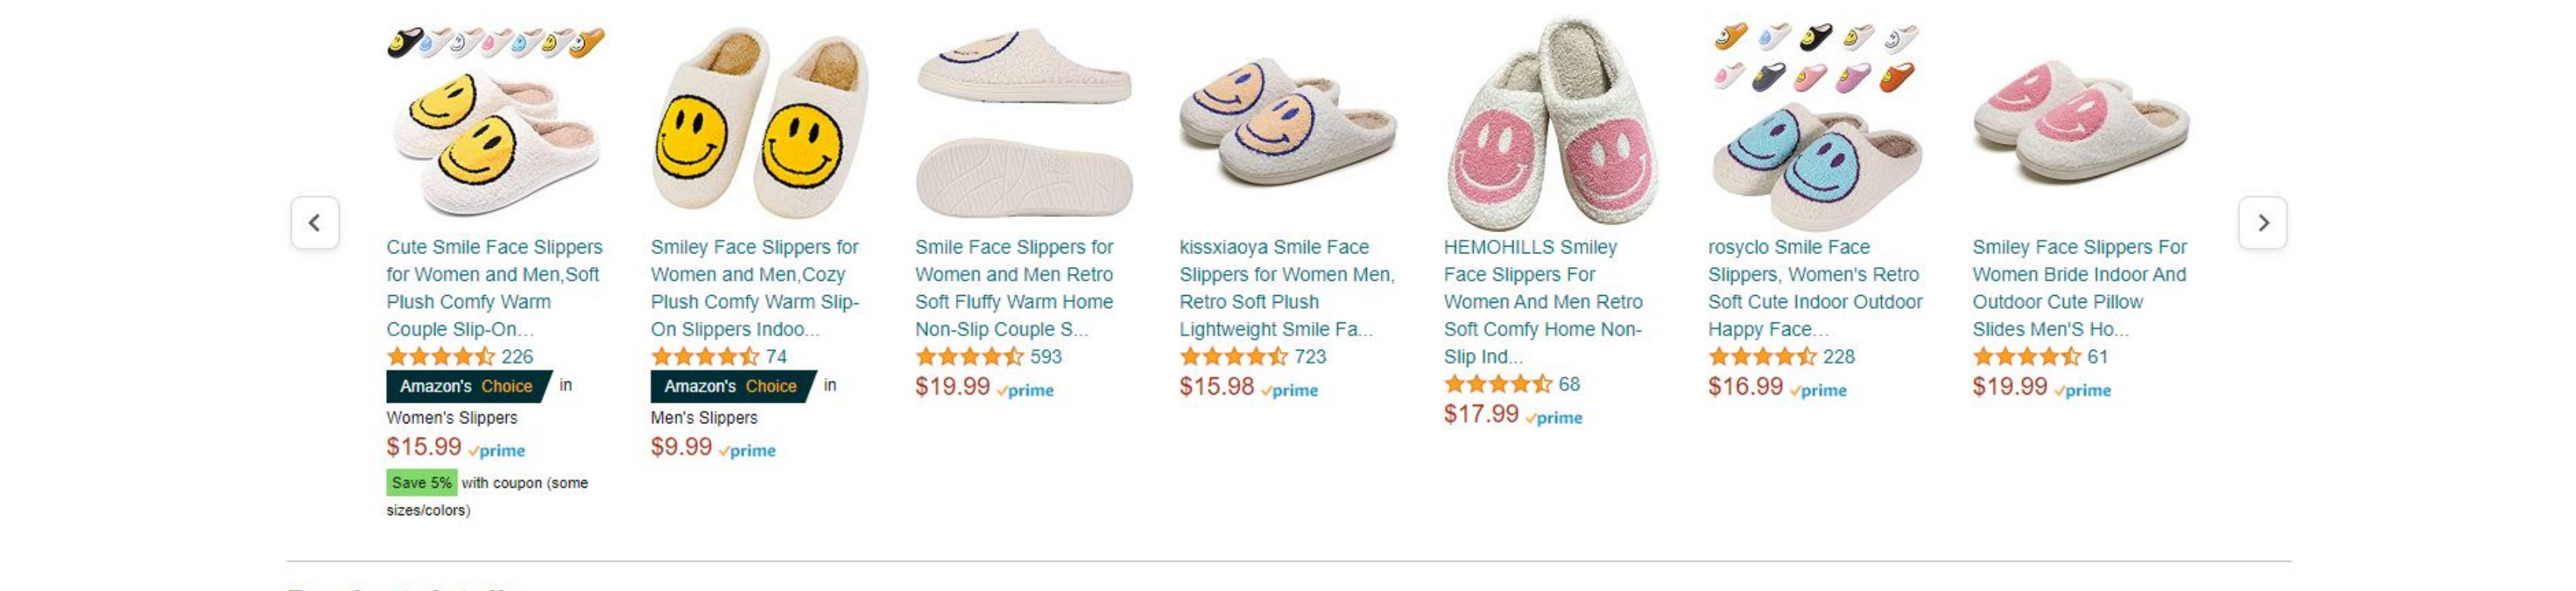 Cute Smile Face Slippers
for Women and Men,Soft
Plush Comfy Warm
Couple Slip-On...
226
Amazon's Choice in
Women's Slippers
$15.99 prime
Save 5% with coupon (some
sizes/colors)
Smiley Face Slippers for
Women and Men,Cozy
Plush Comfy Warm Slip-
On Slippers Indoo...
74
Amazon's Choice in
Men's Slippers
$9.99 prime
Smile Face Slippers for
Women and Men Retro
Soft Fluffy Warm Home
Non-Slip Couple S...
593
$19.99 prime
kissxiaoya Smile Face
Slippers for Women Men,
Retro Soft Plush
Lightweight Smile Fa...
723
$15.98 prime
HEMOHILLS Smiley
Face Slippers For
Women And Men Retro
Soft Comfy Home Non-
Slip Ind...
68
$17.99 prime
rosyclo Smile Face
Slippers, Women's Retro
Soft Cute Indoor Outdoor
Happy Face...
228
$16.99 prime
Smiley Face Slippers For
Women Bride Indoor And
Outdoor Cute Pillow
Slides Men'S Ho...
61
$19.99 prime